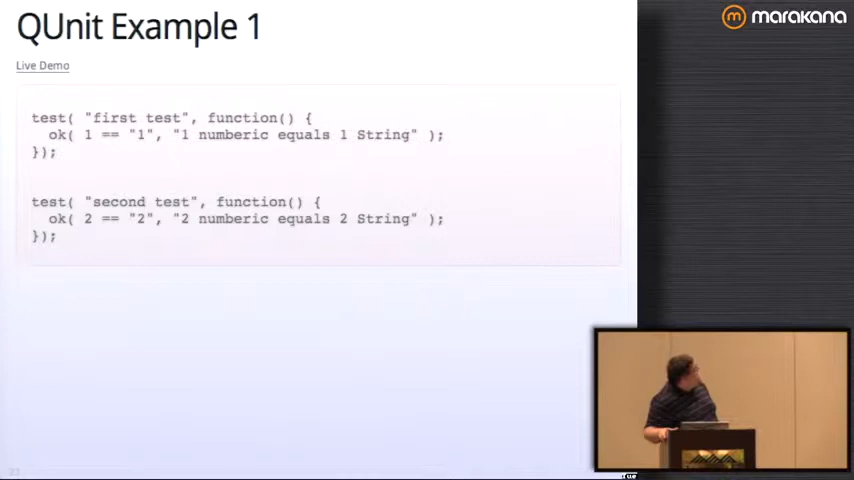 QUnit Example 1
marakana
Live Demo
test( "first test", function() {
ok( 1 == "1", "1 numberic equals 1 String" );
});
test( "second test", function() {
ok( 2 == "2", "2 numberic equals 2 String" );
});